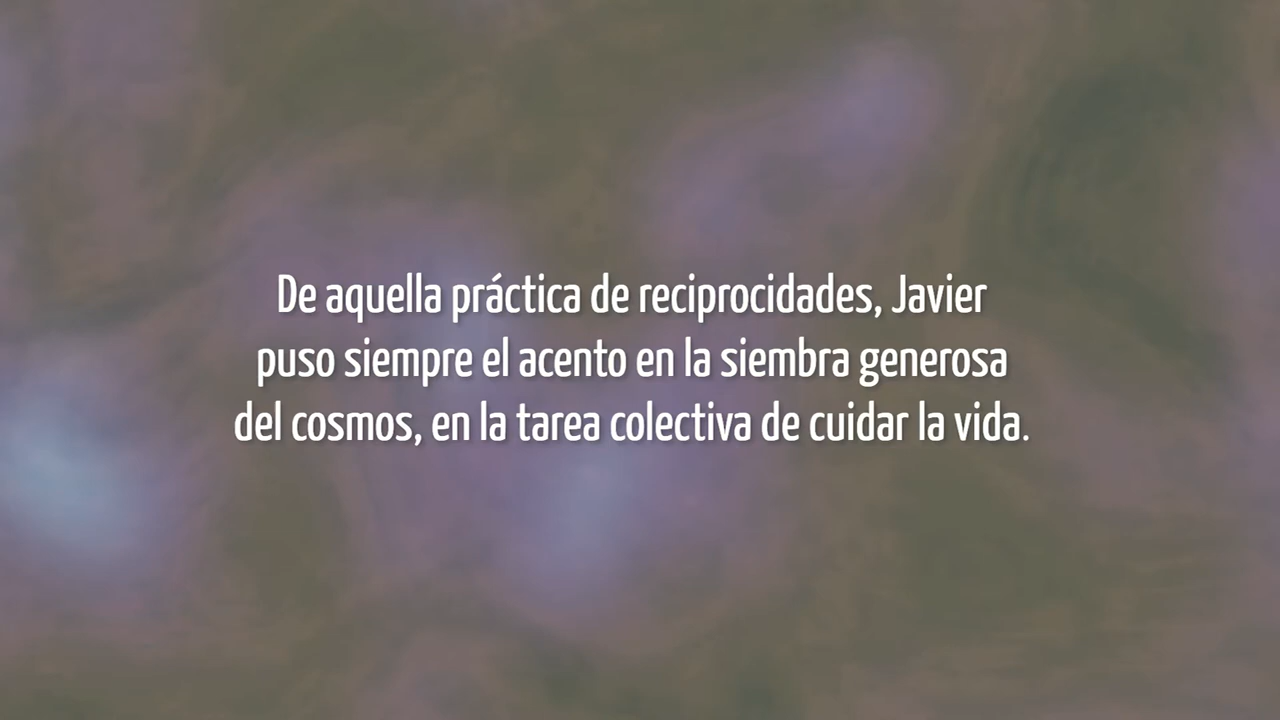 De aquella práctica de reciprocidades, Javier
puso siempre el acento en la siembra generosa
del cosmos, en la tarea colectiva de cuidar la vida.